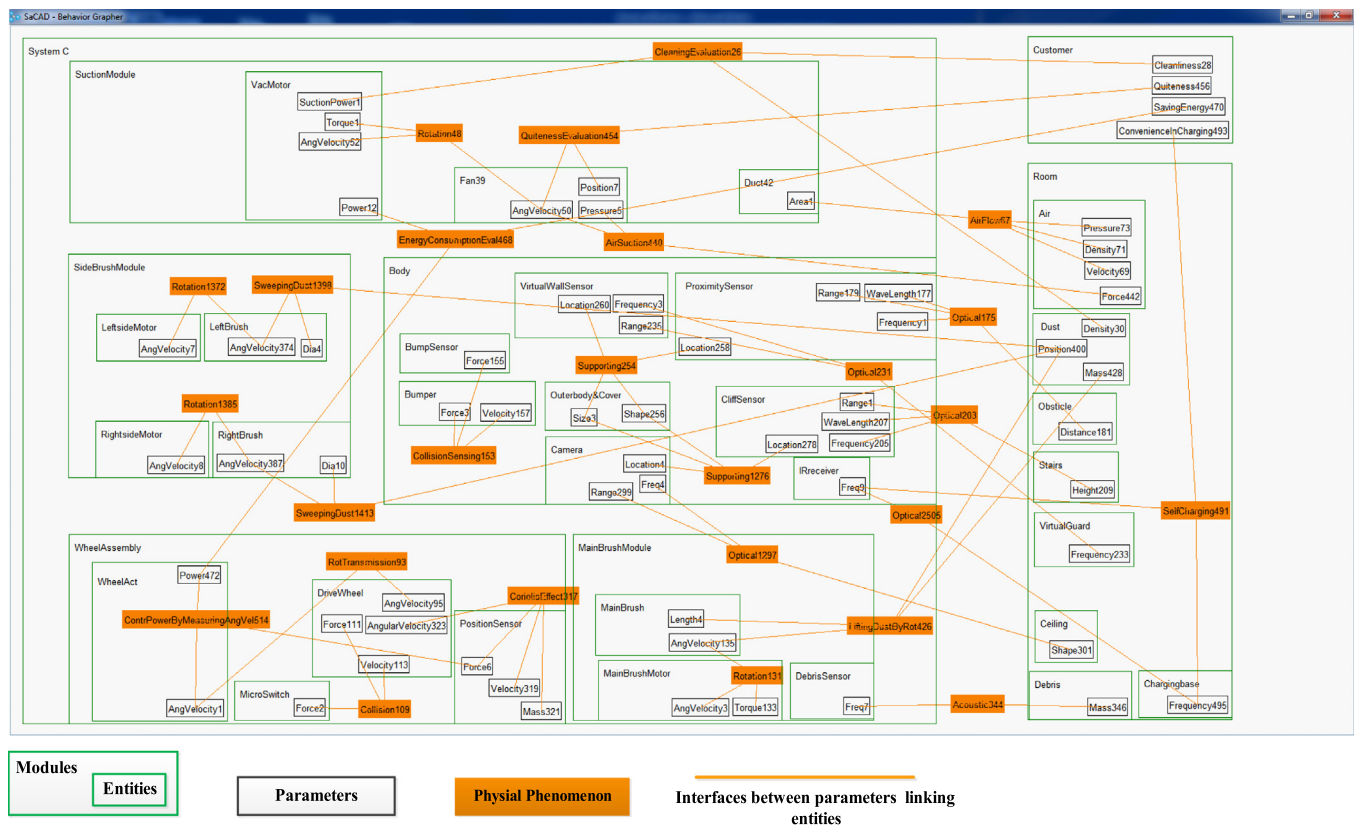 SaCAD - Behavior Grapher
System C
CleaningEvaluation26
SuctionModule
VacMotor
SuctionPower1
Torque1
AngVelocity52
Rotation48
QuitenessEvaluation454
Fan39
Position7
Duct42
Area1
Power12
AngVelocity50
Pressure5
EnergyConsumptionEval468
AirSuction440
Customer
Cleanliness28
Quiteness456
SavingEnergy470
ConvenienceInCharging493
Room
Air
AirFlow67
Pressure73
Density71
Velocity69
Force442
Dust
Density30
Position400
Mass428
Obsticle
Distance181
Stairs
Height209
SelfCharging491
VirtualGuard
Frequency233
Ceiling
Shape301
Debris
Mass346
Chargingbase
Frequency495
SideBrushModule
Rotation1372
SweepingDust1398
LeftsideMotor
AngVelocity7
LeftBrush
AngVelocity374
Dia4
Rotation1385
RightsideMotor
AngVelocity8
RightBrush
AngVelocity387
Dia10
SweepingDust1413
Body
VirtualWallSensor
Location260
Frequency3
Range235
ProximitySensor
Range179
WaveLength177
Frequency1
Optical175
Location258
BumpSensor
Force155
Supporting254
Optical231
Bumper
Force3
Velocity157
CollisionSensing153
Outerbody&Cover
Size3
Shape256
CliffSensor
Range1
WaveLength207
Frequency205
Location278
Optical203
Camera
Location4
Freq4
Range299
Supporting1276
IRreceiver
Freq9
Optical2505
WheelAssembly
WheelAct
Power472
RotTransmission93
DriveWheel
AngVelocity95
ContrPowerByMeasuringAngVel514
Force111
AngularVelocity323
Velocity113
CoriolisEffect317
PositionSensor
Force6
Velocity319
Mass321
AngVelocity1
MicroSwitch
Force2
Collision109
MainBrushModule
Optical1297
MainBrush
Length4
AngVelocity135
LiftingDustByRot426
MainBrushMotor
Rotation131
AngVelocity3
Torque133
DebrisSensor
Freq7
Acoustic344
Modules
Entities
Parameters
Physial Phenomenon
Interfaces between parameters linking
entities